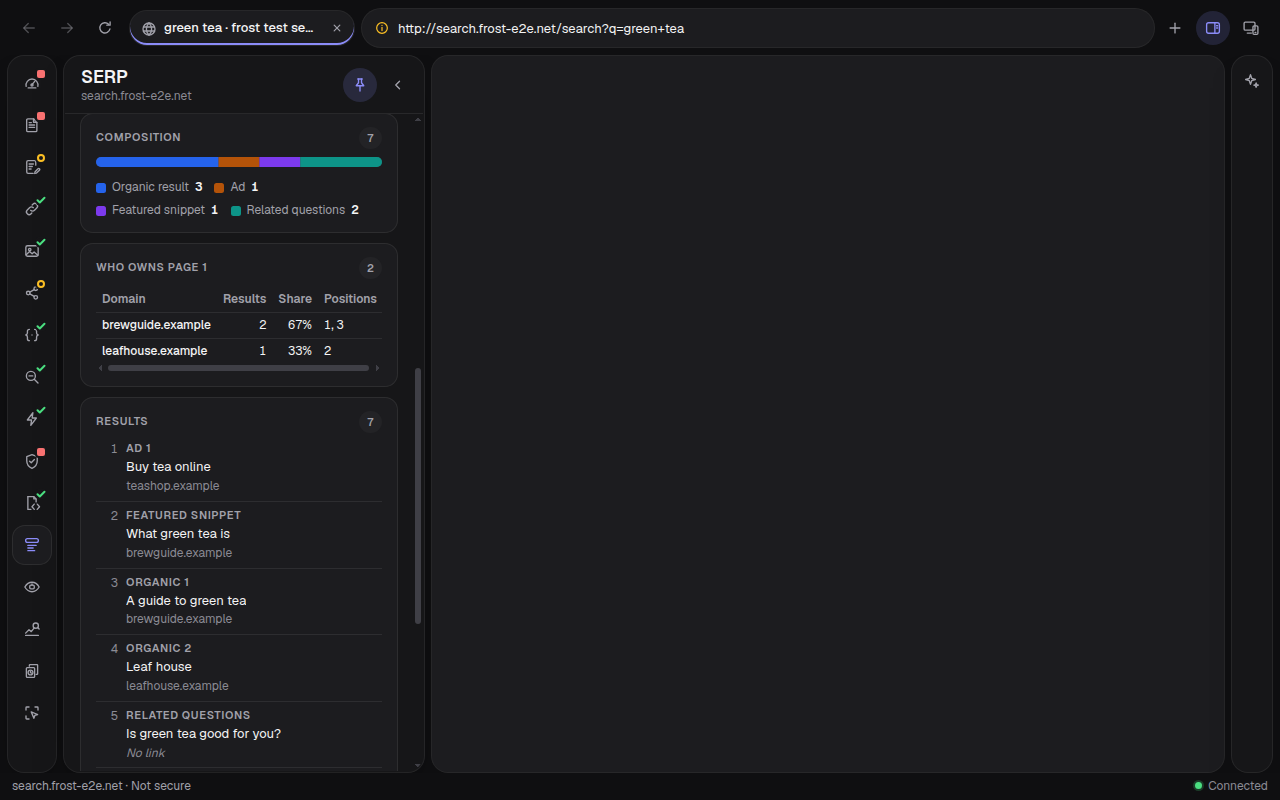 green tea · frost test se...
http://search.frost-e2e.net/search?q=green+tea
SERP
search.frost-e2e.net
COMPOSITION 7
Organic result 3 Ad 1
Featured snippet 1 Related questions 2
WHO OWNS PAGE 1 2
Domain Results Share Positions
brewguide.example 2 67% 1, 3
leafhouse.example 1 33% 2
RESULTS 7
1 AD 1
Buy tea online
teashop.example
2 FEATURED SNIPPET
What green tea is
brewguide.example
3 ORGANIC 1
A guide to green tea
brewguide.example
4 ORGANIC 2
Leaf house
leafhouse.example
5 RELATED QUESTIONS
Is green tea good for you?
No link
search.frost-e2e.net · Not secure
Connected